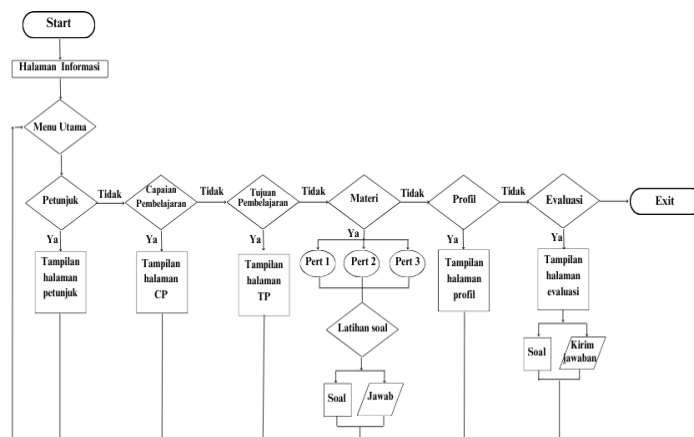 Start
Halaman Informasi
Menu Utama
Petunjuk
Tidak
Capaian
Pembelajaran
Tidak
Tujuan
Pembelajaran
Tidak
Materi
Tidak
Profil
Tidak
Evaluasi
Exit
Ya
Ya
Ya
Ya
Ya
Ya
Tampilan
halaman
petunjuk
Tampilan
halaman
CP
Tampilan
halaman
TP
Pert 1
Pert 2
Pert 3
Tampilan
halaman
profil
Tampilan
halaman
evaluasi
Latihan soal
Soal
Jawab
Soal
Kirim
jawaban